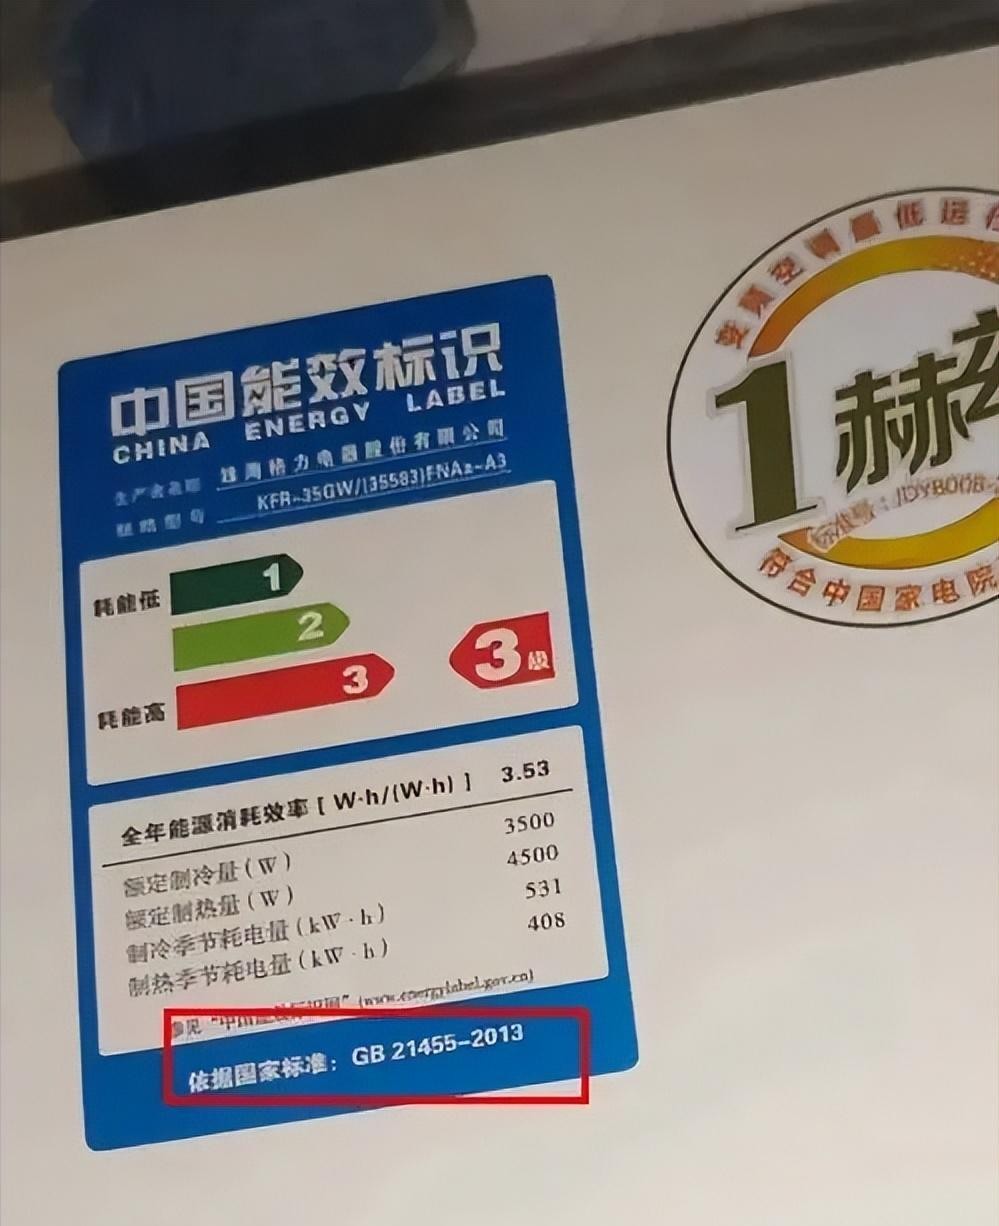 中国能效标识
CHINA ENERGY LABEL
生产者名称 珠海格力电器股份有限公司
规格型号 KFR-35GW/(35583)FNAa-A3
耗能低
1
2
3
耗能高
3级
全年能源消耗效率[W·h/(W·h)] 3.53
额定制冷量(W) 3500
额定制热量(W) 4500
制冷季节耗电量(kW·h) 531
制热季节耗电量(kW·h) 408
(www.energylabel.gov.cn)
依据国家标准：GB 21455-2013
变频空调最低运
1赫
符合中国家电院